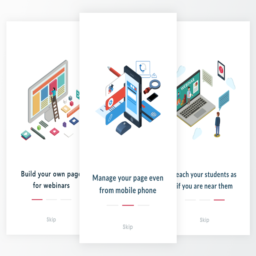 Build your own page
for webinars
Skip
Manage your page even
from mobile phone
Skip
each your students as
if you are near them
Skip